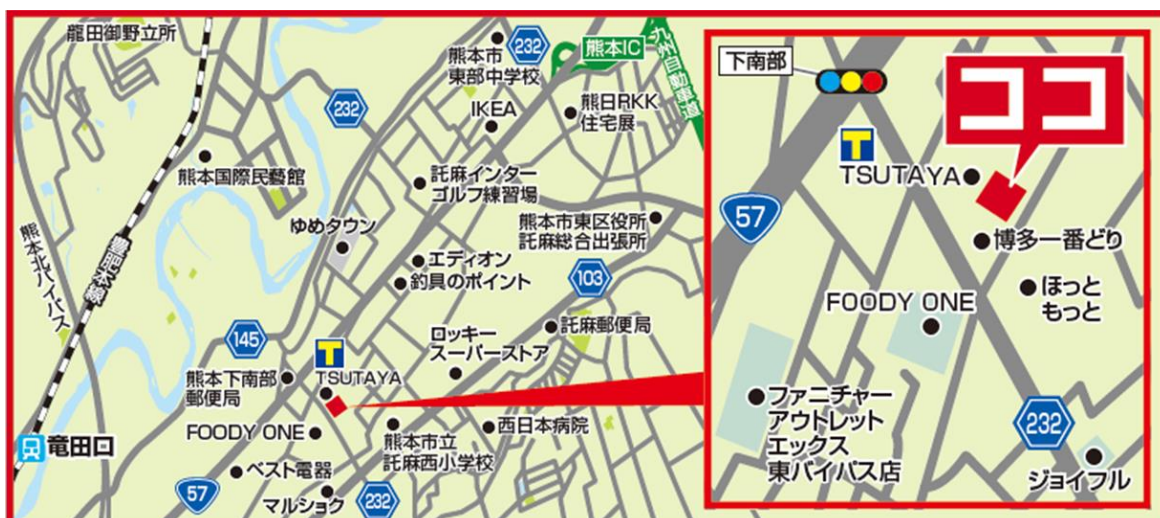 龍田御野立所
熊本市
東部中学校
232
熊本IC
九州自動車道
232
IKEA
熊日RKK
住宅展
熊本国際民藝館
託麻インター
ゴルフ練習場
ゆめタウン
熊本市東区役所
託麻総合出張所
熊本北バイパス
豊肥本線
エディオン
釣具のポイント
103
145
ロッキー
スーパーストア
託麻郵便局
T
TSUTAYA
熊本下南部
郵便局
FOODY ONE
熊本市立
託麻西小学校
西日本病院
竜田口
ベスト電器
57
マルショク
232
下南部
ココ
T
TSUTAYA
57
博多一番どり
ほっと
もっと
FOODY ONE
ファニチャー
アウトレット
エックス
東バイパス店
232
ジョイフル